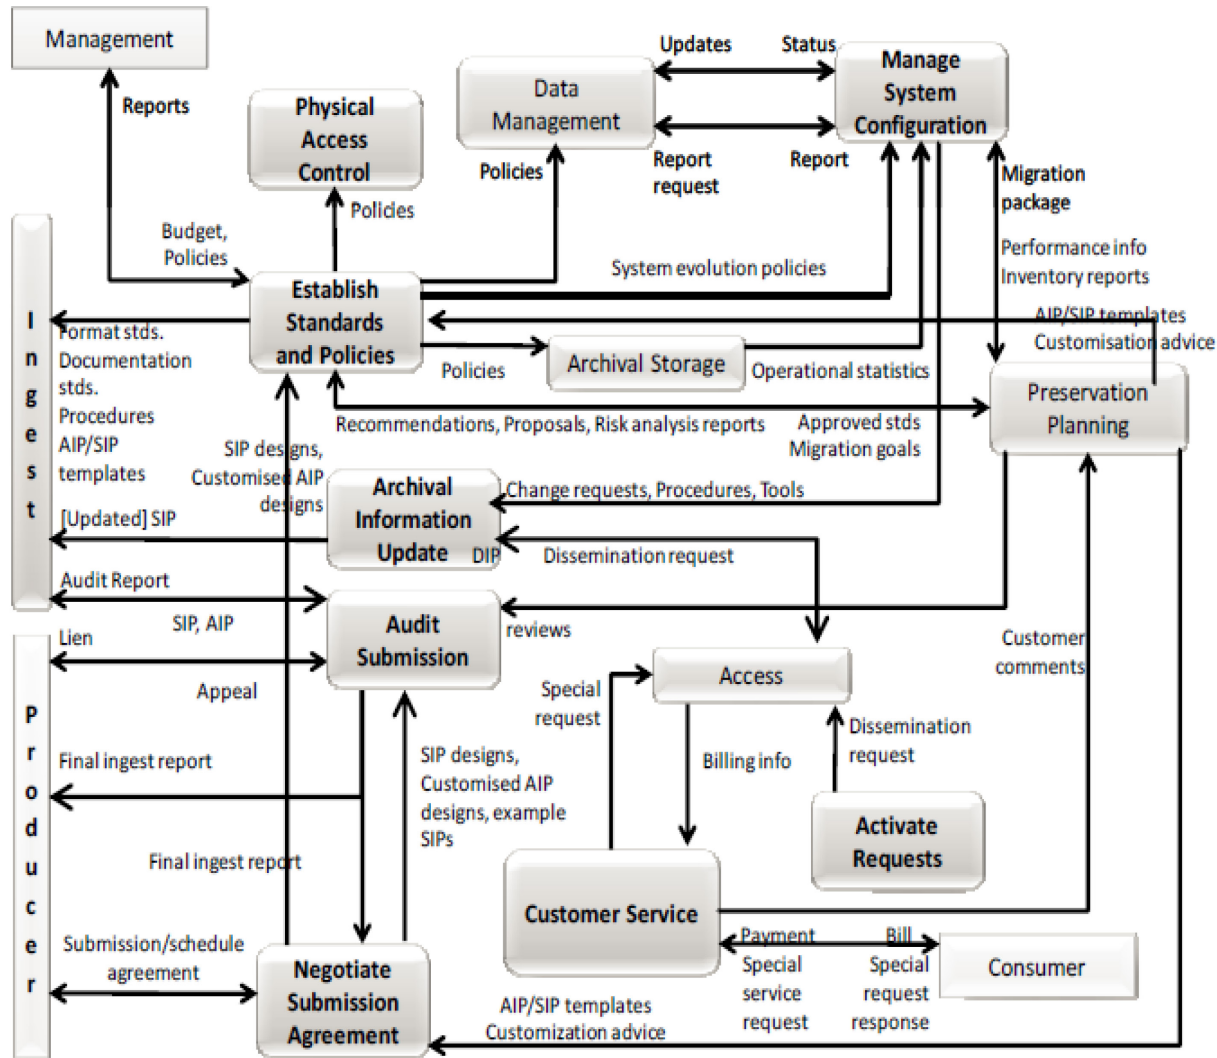 Management
Updates
Status
Manage
System
Configuration
Data
Management
Reports
Physical
Access
Control
Report
request
Report
Policies
Migration
package
Policies
Budget,
Policies
Performance info
Inventory reports
System evolution policies
Establish
Standards
and Policies
Ingest
Format stds.
Documentation
stds.
Procedures
AIP/SIP
templates
AIP/SIP templates
Customisation advice
Policies
Archival Storage
Operational statistics
Preservation
Planning
Recommendations, Proposals, Risk analysis reports
Approved stds
Migration goals
SIP designs,
Customised AIP
designs
Archival
Information
Update
Change requests, Procedures, Tools
[Updated] SIP
DIP
Dissemination request
Audit Report
SIP, AIP
Audit
Submission
reviews
Lien
Appeal
Customer
comments
Access
Special
request
Producer
Dissemination
request
Final ingest report
SIP designs,
Customised AIP
designs, example
SIPs
Billing info
Activate
Requests
Final ingest report
Customer Service
Submission/schedule
agreement
Negotiate
Submission
Agreement
Payment
Special
service
request
Bill
Special
request
response
Consumer
AIP/SIP templates
Customization advice